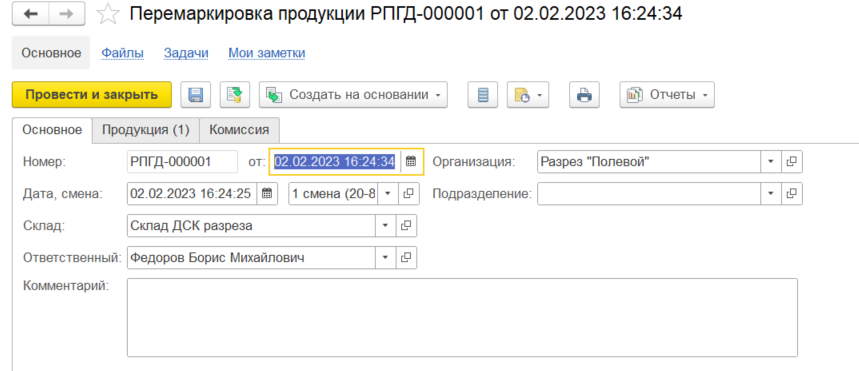 Перемаркировка продукции РПГД-000001 от 02.02.2023 16:24:34
Основное Файлы Задачи Мои заметки
Провести и закрыть Создать на основании Отчеты
Основное Продукция (1) Комиссия
Номер: РПГД-000001 от: 02.02.2023 16:24:34 Организация: Разрез "Полевой"
Дата, смена: 02.02.2023 16:24:25 1 смена (20-8 Подразделение:
Склад: Склад ДСК разреза
Ответственный: Федоров Борис Михайлович
Комментарий: